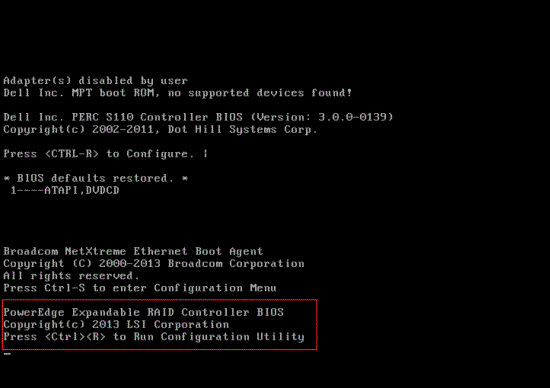 Adapter(s) disabled by user
Dell Inc. MPT boot ROM, no supported devices found!
Dell Inc. PERC S110 Controller BIOS (Version: 3.0.0-0139)
Copyright(c) 2002-2011, Dot Hill Systems Corp.
Press <CTRL-R> to Configure. |
* BIOS defaults restored. *
1----ATAPI,DVDCD
Broadcom NetXtreme Ethernet Boot Agent
Copyright (C) 2000-2013 Broadcom Corporation
All rights reserved.
Press Ctrl-S to enter Configuration Menu
PowerEdge Expandable RAID Controller BIOS
Copyright(c) 2013 LSI Corporation
Press <Ctrl><R> to Run Configuration Utility